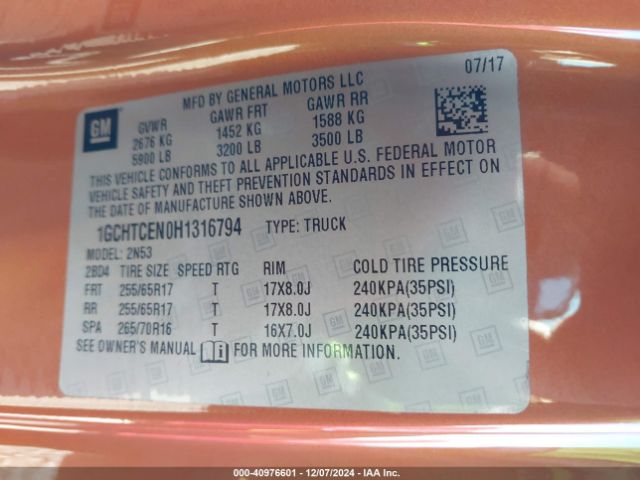 07/17
MFD BY GENERAL MOTORS LLC
GM
GVWR GAWR FRT GAWR RR
2676 KG 1452 KG 1588 KG
5900 LB 3200 LB 3500 LB
THIS VEHICLE CONFORMS TO ALL APPLICABLE U.S. FEDERAL MOTOR
VEHICLE SAFETY AND THEFT PREVENTION STANDARDS IN EFFECT ON
THE DATE OF MANUFACTURE SHOWN ABOVE.
1GCHTCEN0H1316794 TYPE: TRUCK
MODEL: 2N53
2BD4 TIRE SIZE SPEED RTG RIM COLD TIRE PRESSURE
FRT 255/65R17 T 17X8.0J 240KPA(35PSI)
RR 255/65R17 T 17X8.0J 240KPA(35PSI)
SPA 265/70R16 T 16X7.0J 240KPA(35PSI)
SEE OWNER'S MANUAL FOR MORE INFORMATION.
000-40976601 - 12/07/2024 - IAAI.COM